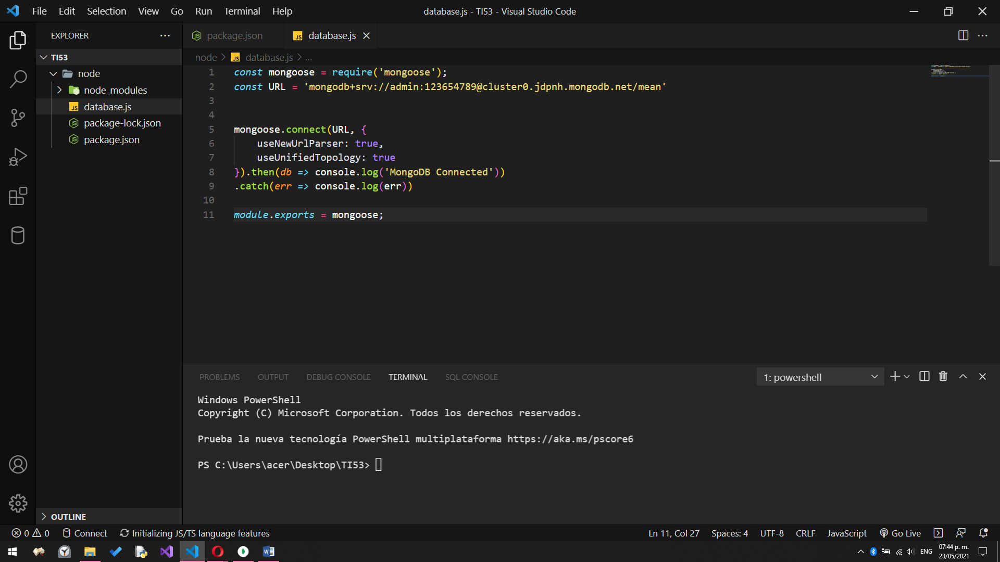 File Edit Selection View Go Run Terminal Help
database.js - TI53 - Visual Studio Code
EXPLORER
TI53
node
node_modules
database.js
package-lock.json
package.json
OUTLINE
package.json
database.js
node > database.js > ...
1 const mongoose = require('mongoose');
2 const URL = 'mongodb+srv://admin:123654789@cluster0.jdpnh.mongodb.net/mean'
3
4
5 mongoose.connect(URL, {
6 useNewUrlParser: true,
7 useUnifiedTopology: true
8 }).then(db => console.log('MongoDB Connected'))
9 .catch(err => console.log(err))
10
11 module.exports = mongoose;
PROBLEMS OUTPUT DEBUG CONSOLE TERMINAL SQL CONSOLE
1: powershell
Windows PowerShell
Copyright (C) Microsoft Corporation. Todos los derechos reservados.
Prueba la nueva tecnología PowerShell multiplataforma https://aka.ms/pscore6
PS C:\Users\acer\Desktop\TI53>
0 0 Connect Initializing JS/TS language features
Ln 11, Col 27 Spaces: 4 UTF-8 CRLF JavaScript Go Live
ENG
07:44 p. m.
23/05/2021